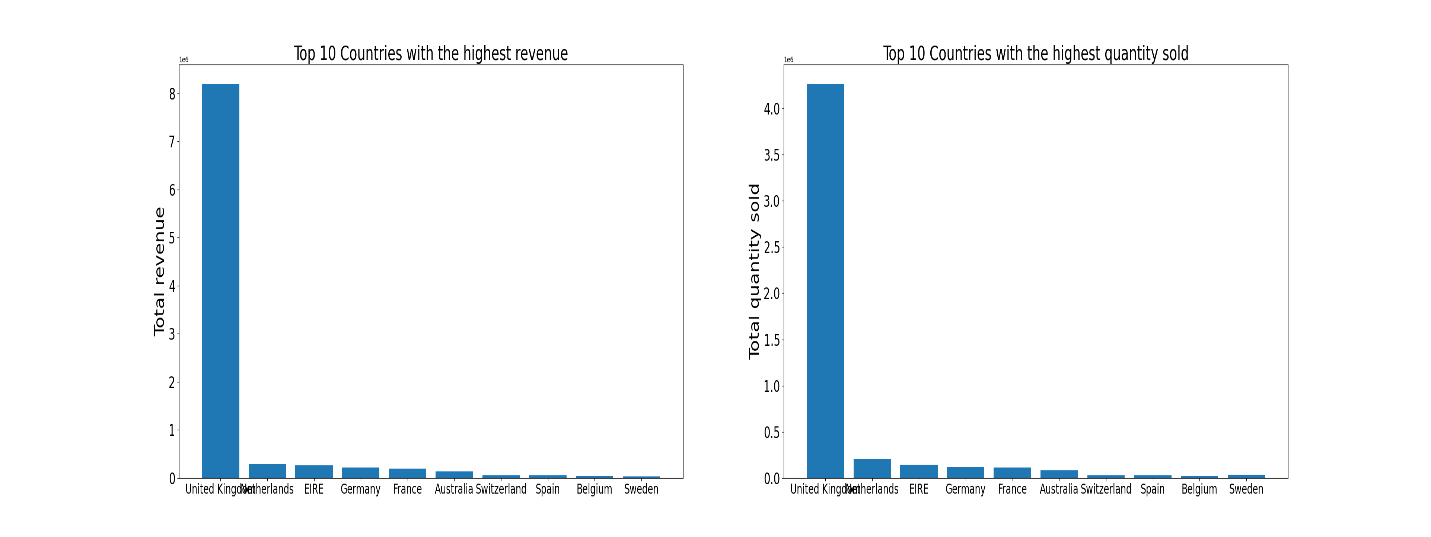 Top 10 Countries with the highest revenue
1e6
8
7
6
5
4
3
2
1
0
Total revenue
United Kingdom Netherlands EIRE Germany France Australia Switzerland Spain Belgium Sweden
Top 10 Countries with the highest quantity sold
1e6
4.0
3.5
3.0
2.5
2.0
1.5
1.0
0.5
0.0
Total quantity sold
United Kingdom Netherlands EIRE Germany France Australia Switzerland Spain Belgium Sweden